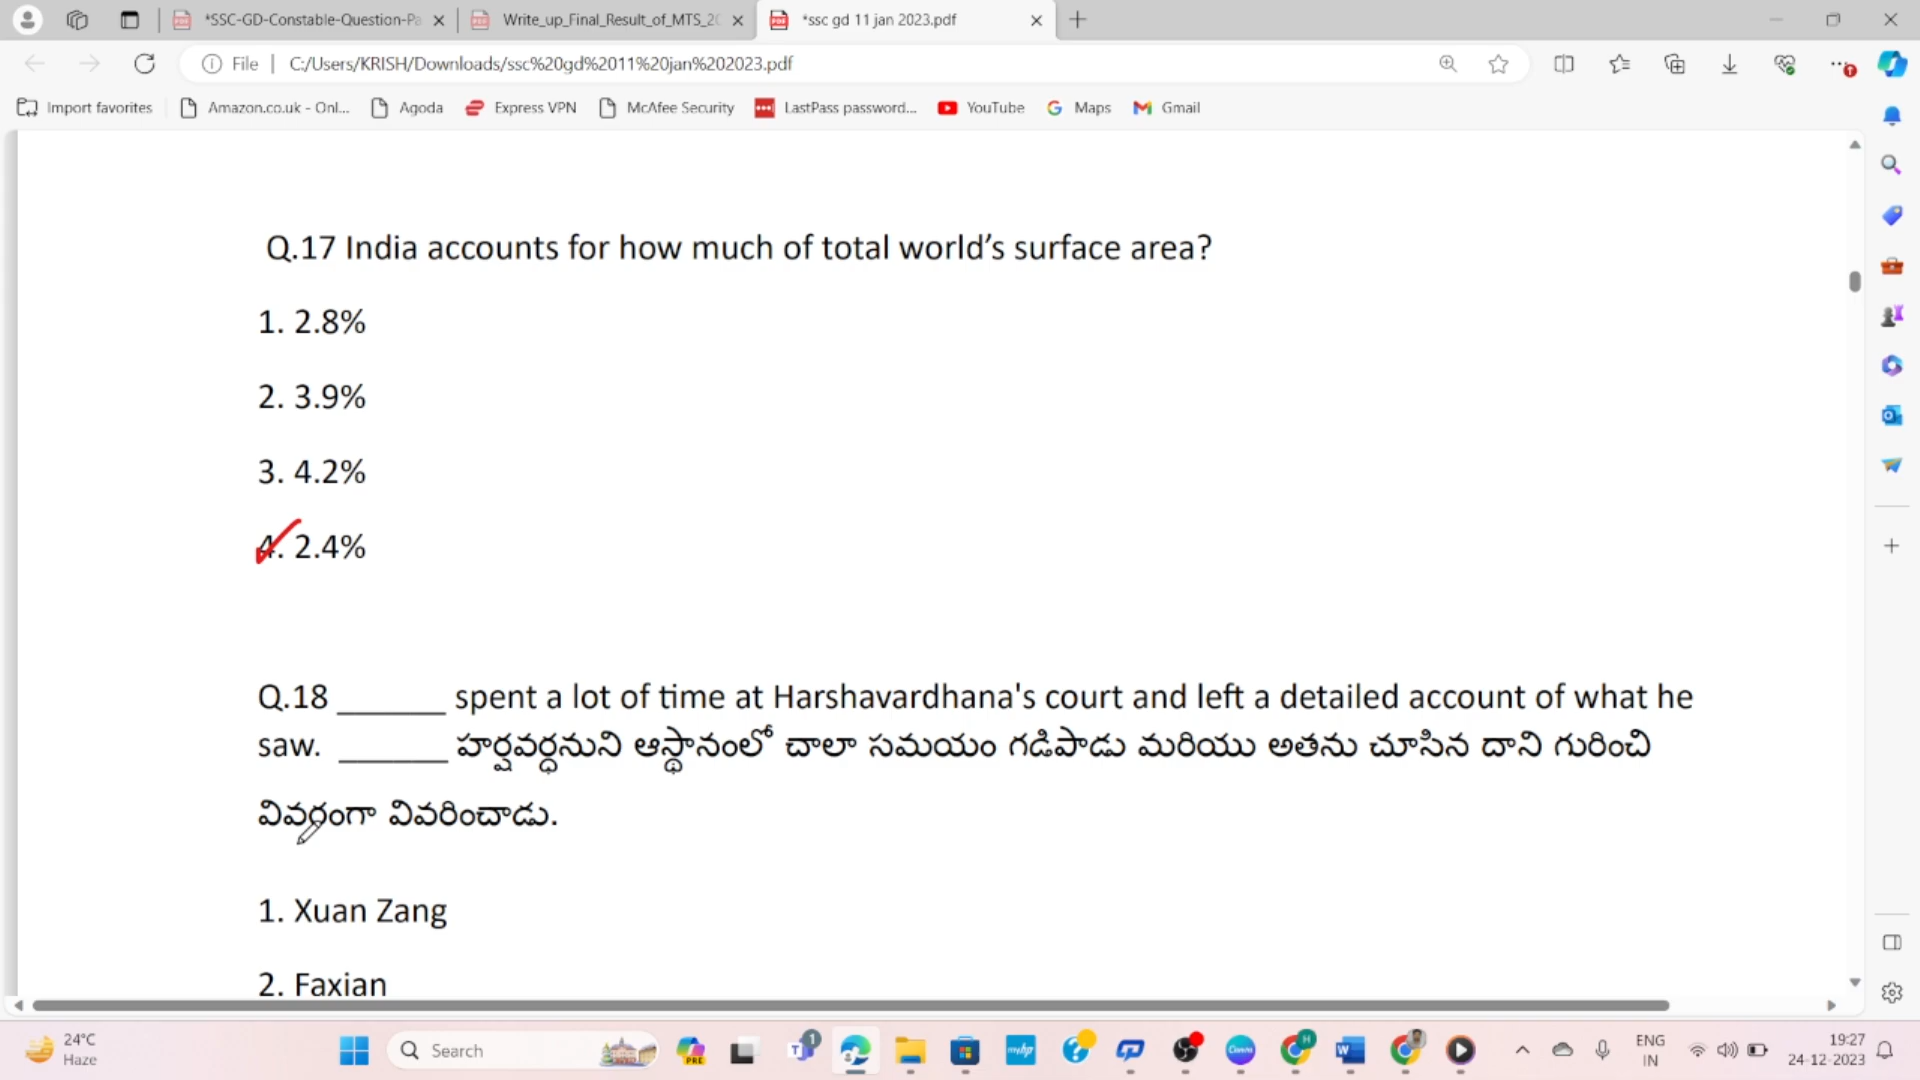 *SSC-GD-Constable-Question-Pa
Write_up_Final_Result_of_MTS_20
*ssc gd 11 jan 2023.pdf
File
C:/Users/KRISH/Downloads/ssc%20gd%2011%20jan%202023.pdf
Import favorites
Amazon.co.uk - Onl...
Agoda
Express VPN
McAfee Security
LastPass password...
YouTube
Maps
Gmail
Q.17 India accounts for how much of total world’s surface area?
1. 2.8%
2. 3.9%
3. 4.2%
4. 2.4%
Q.18 ______ spent a lot of time at Harshavardhana's court and left a detailed account of what he
saw. ______ హర్షవర్ధనుని ఆస్థానంలో చాలా సమయం గడిపాడు మరియు అతను చూసిన దాని గురించి
వివరంగా వివరించాడు.
1. Xuan Zang
2. Faxian
24°C
Haze
Search
PRE
1
mybp
Canva
H
W
ENG
IN
19:27
24-12-2023